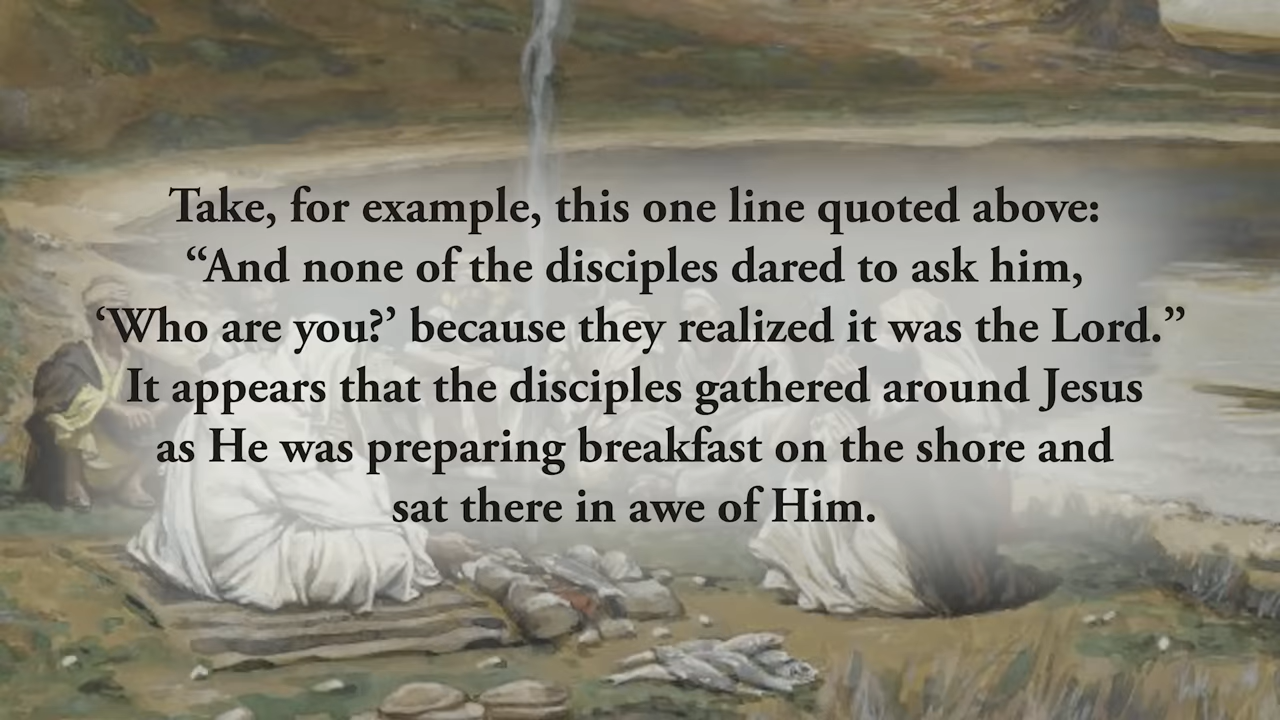 Take, for example, this one line quoted above:
“And none of the disciples dared to ask him,
‘Who are you?’ because they realized it was the Lord.”
It appears that the disciples gathered around Jesus
as He was preparing breakfast on the shore and
sat there in awe of Him.